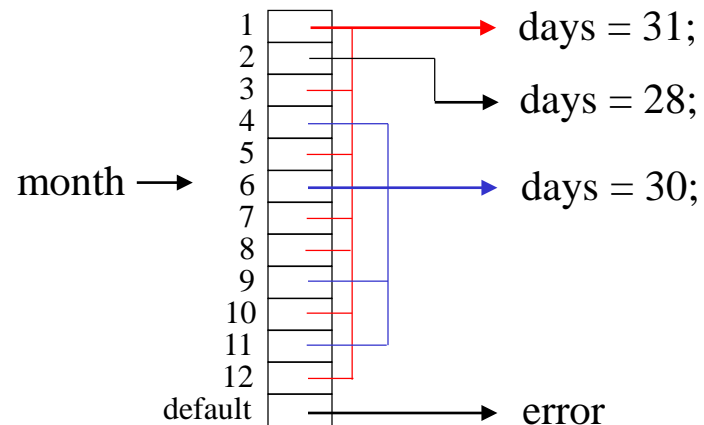 1 days = 31;
2
3 days = 28;
4
5
month 6 days = 30;
7
8
9
10
11
12
default error